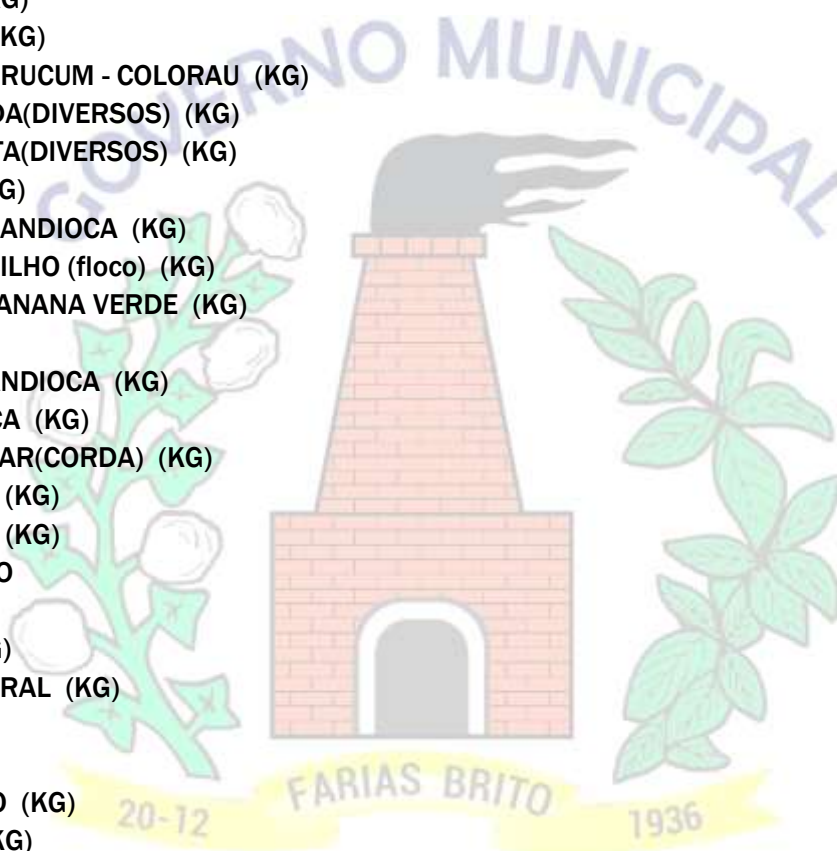 KG)
(KG)
RUCUM - COLORAU (KG)
DA(DIVERSOS) (KG)
TA(DIVERSOS) (KG)
KG)
ANDIOCA (KG)
ILHO (floco) (KG)
ANANA VERDE (KG)
ANDIOCA (KG)
CA (KG)
AR(CORDA) (KG)
(KG)
(KG)
O
G)
RAL (KG)
O (KG)
KG)
GOVERNO MUNICIPAL
20-12 FARIAS BRITO 1936